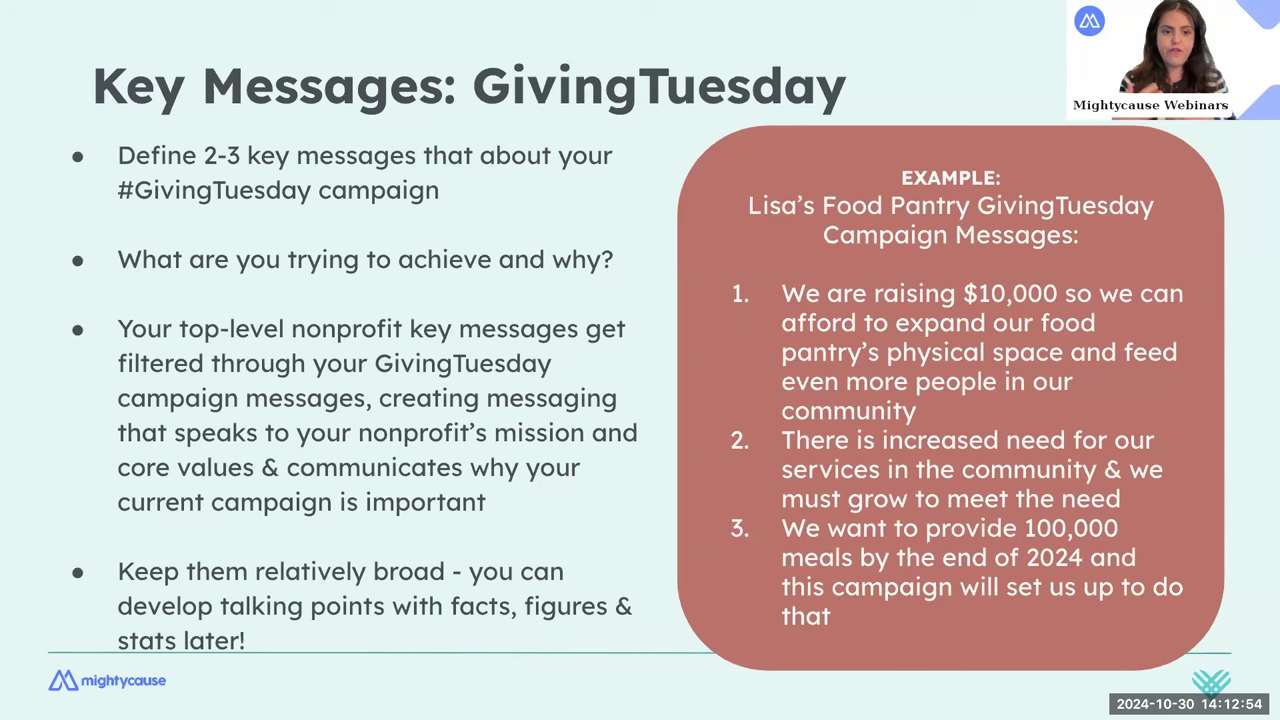 Key Messages: GivingTuesday
Mightycause Webinars
● Define 2-3 key messages that about your
#GivingTuesday campaign
● What are you trying to achieve and why?
● Your top-level nonprofit key messages get
filtered through your GivingTuesday
campaign messages, creating messaging
that speaks to your nonprofit’s mission and
core values & communicates why your
current campaign is important
● Keep them relatively broad - you can
develop talking points with facts, figures &
stats later!
EXAMPLE:
Lisa’s Food Pantry GivingTuesday
Campaign Messages:
1. We are raising $10,000 so we can
afford to expand our food
pantry’s physical space and feed
even more people in our
community
2. There is increased need for our
services in the community & we
must grow to meet the need
3. We want to provide 100,000
meals by the end of 2024 and
this campaign will set us up to do
that
mightycause
2024-10-30 14:12:54